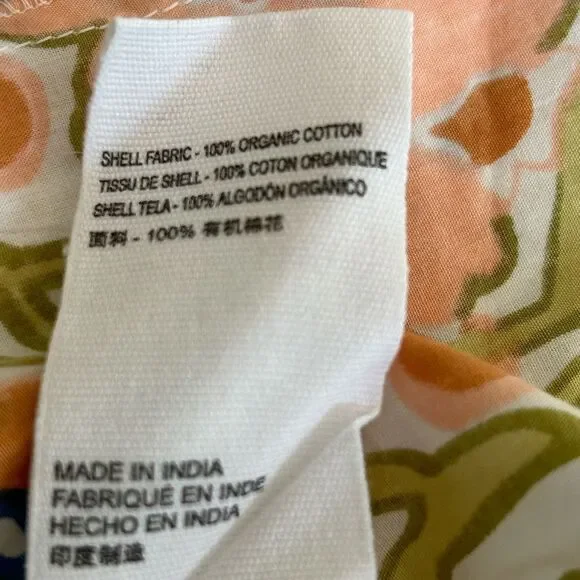 SHELL FABRIC - 100% ORGANIC COTTON
TISSU DE SHELL - 100% COTON ORGANIQUE
SHELL TELA - 100% ALGODÓN ORGÁNICO
面料 - 100% 有机棉花
MADE IN INDIA
FABRIQUÉ EN INDE
HECHO EN INDIA
印度制造